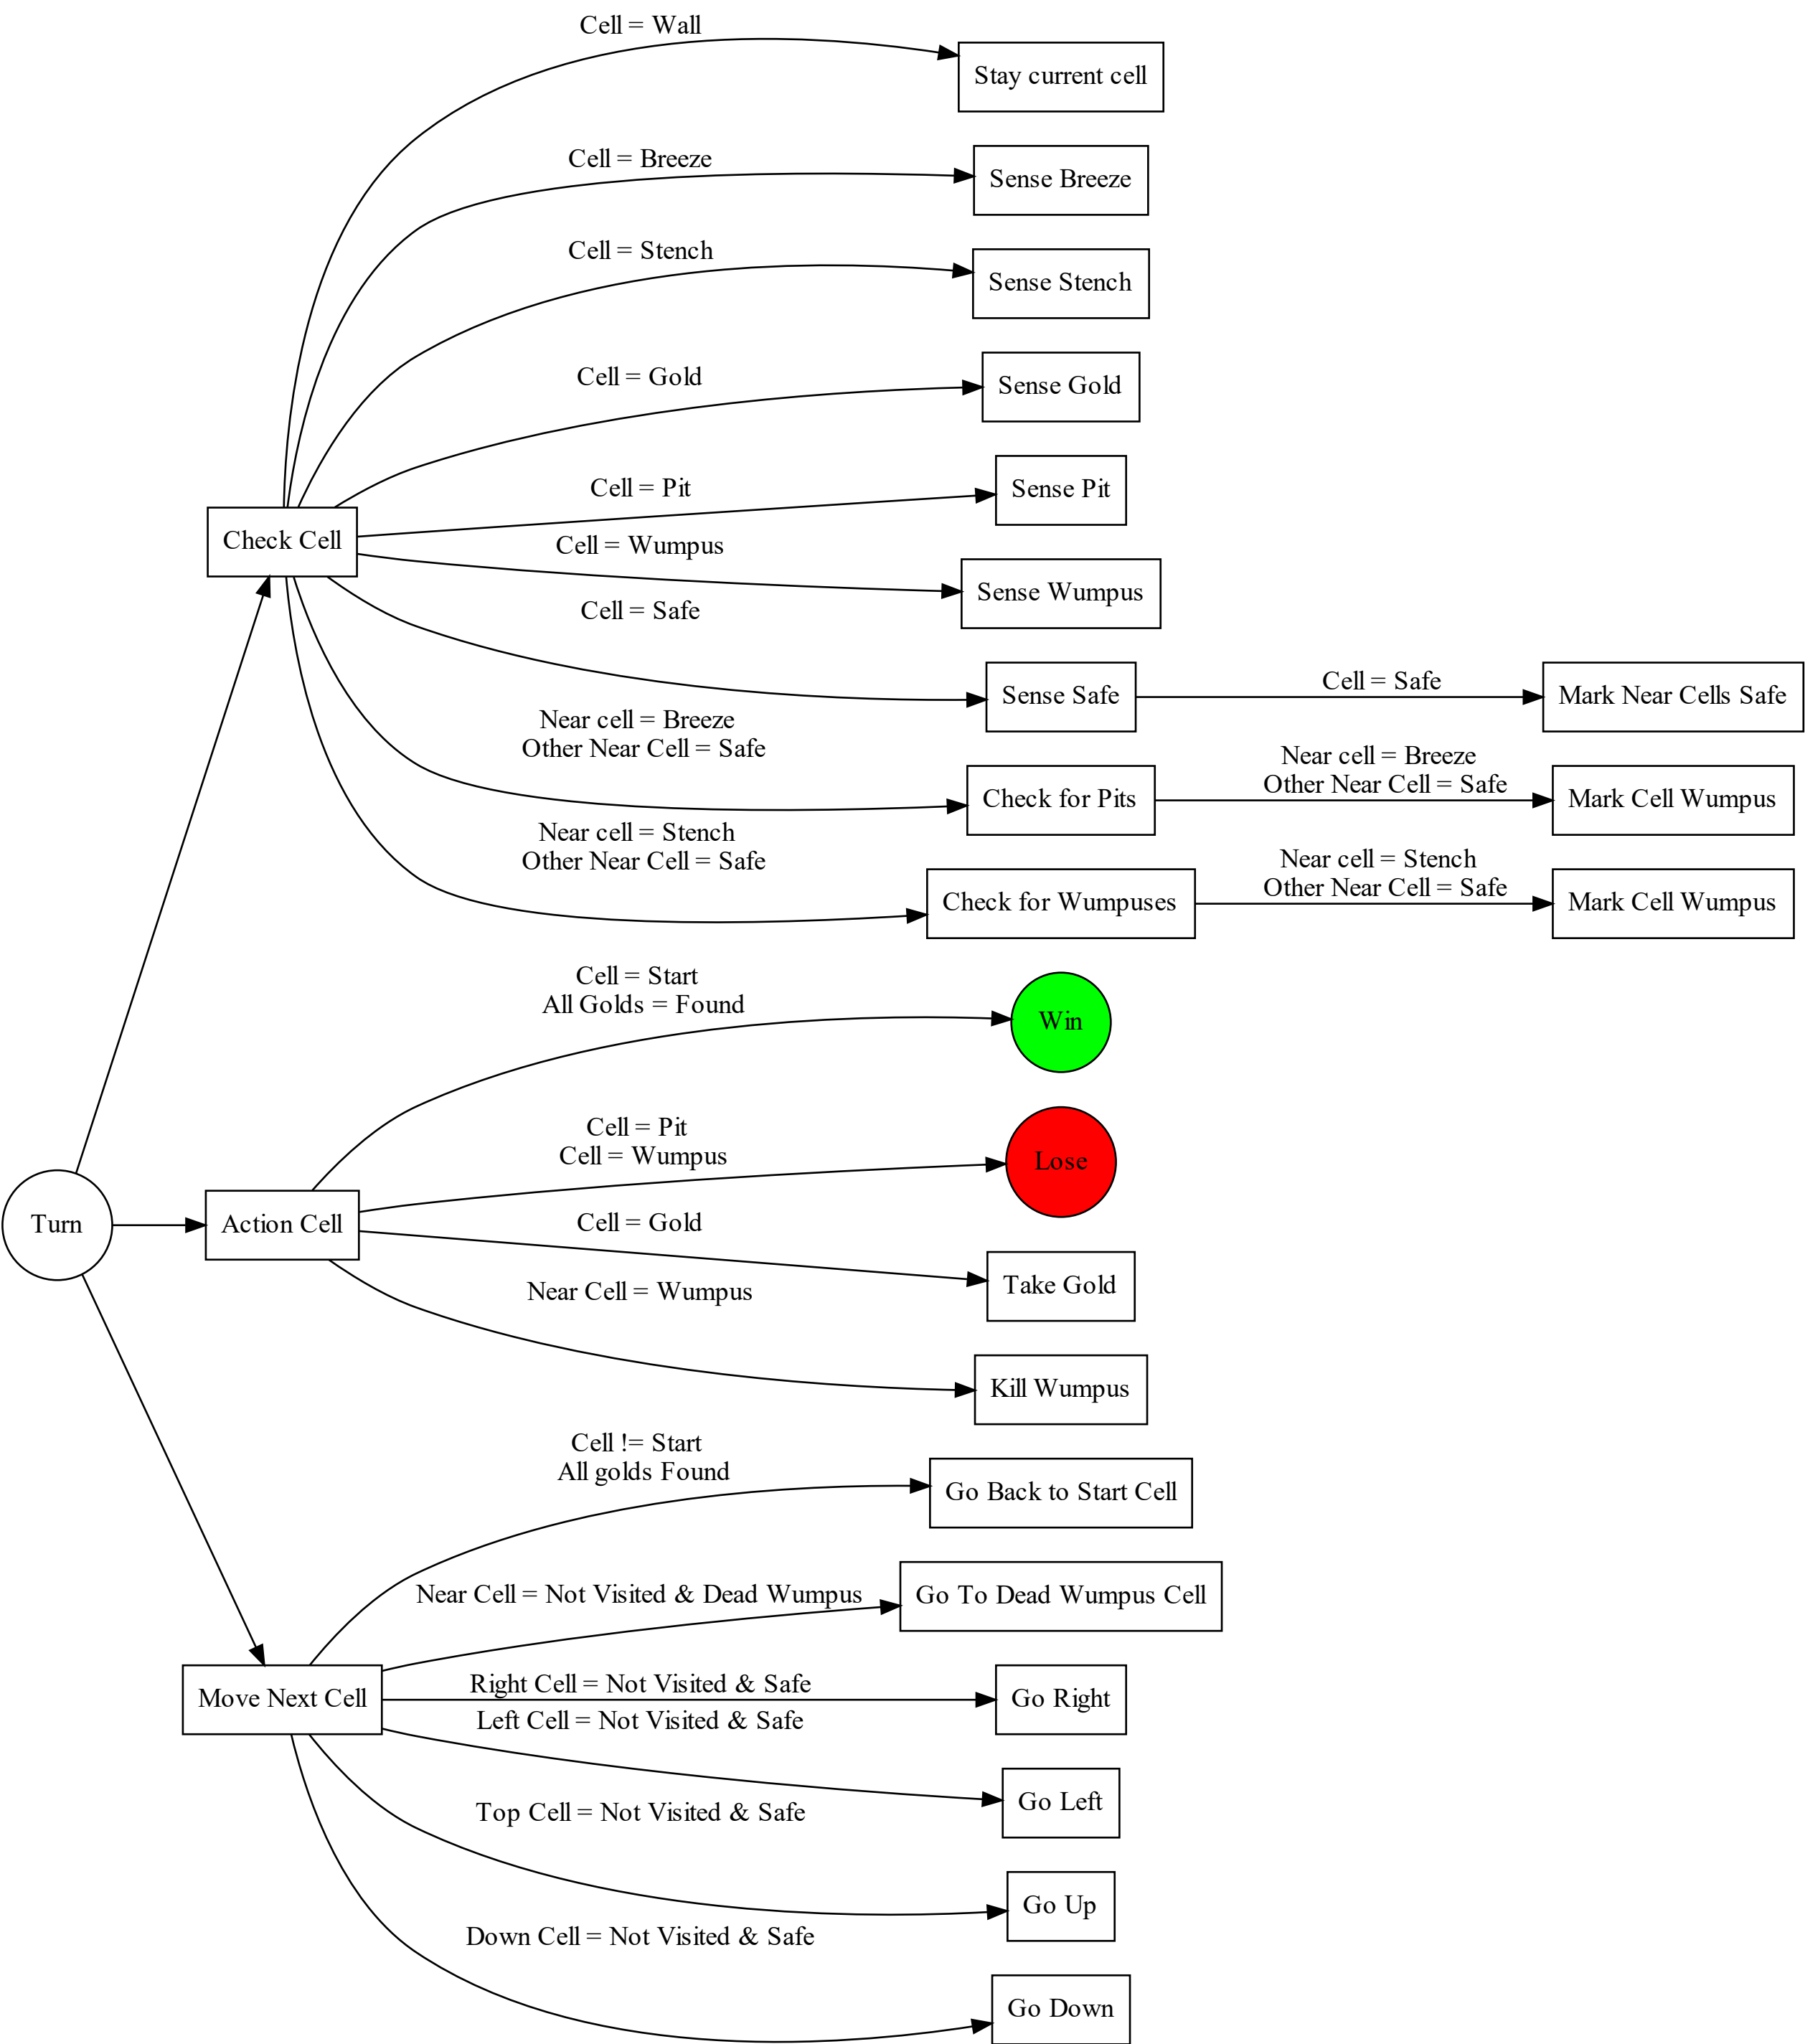 Cell = Wall
Stay current cell
Cell = Breeze
Sense Breeze
Cell = Stench
Sense Stench
Cell = Gold
Sense Gold
Cell = Pit
Sense Pit
Check Cell
Cell = Wumpus
Sense Wumpus
Cell = Safe
Sense Safe
Cell = Safe
Mark Near Cells Safe
Near cell = Breeze
Other Near Cell = Safe
Check for Pits
Near cell = Breeze
Other Near Cell = Safe
Mark Cell Wumpus
Near cell = Stench
Other Near Cell = Safe
Check for Wumpuses
Near cell = Stench
Other Near Cell = Safe
Mark Cell Wumpus
Cell = Start
All Golds = Found
Win
Cell = Pit
Cell = Wumpus
Lose
Turn
Action Cell
Cell = Gold
Take Gold
Near Cell = Wumpus
Kill Wumpus
Cell != Start
All golds Found
Go Back to Start Cell
Near Cell = Not Visited & Dead Wumpus
Go To Dead Wumpus Cell
Move Next Cell
Right Cell = Not Visited & Safe
Go Right
Left Cell = Not Visited & Safe
Go Left
Top Cell = Not Visited & Safe
Go Up
Down Cell = Not Visited & Safe
Go Down